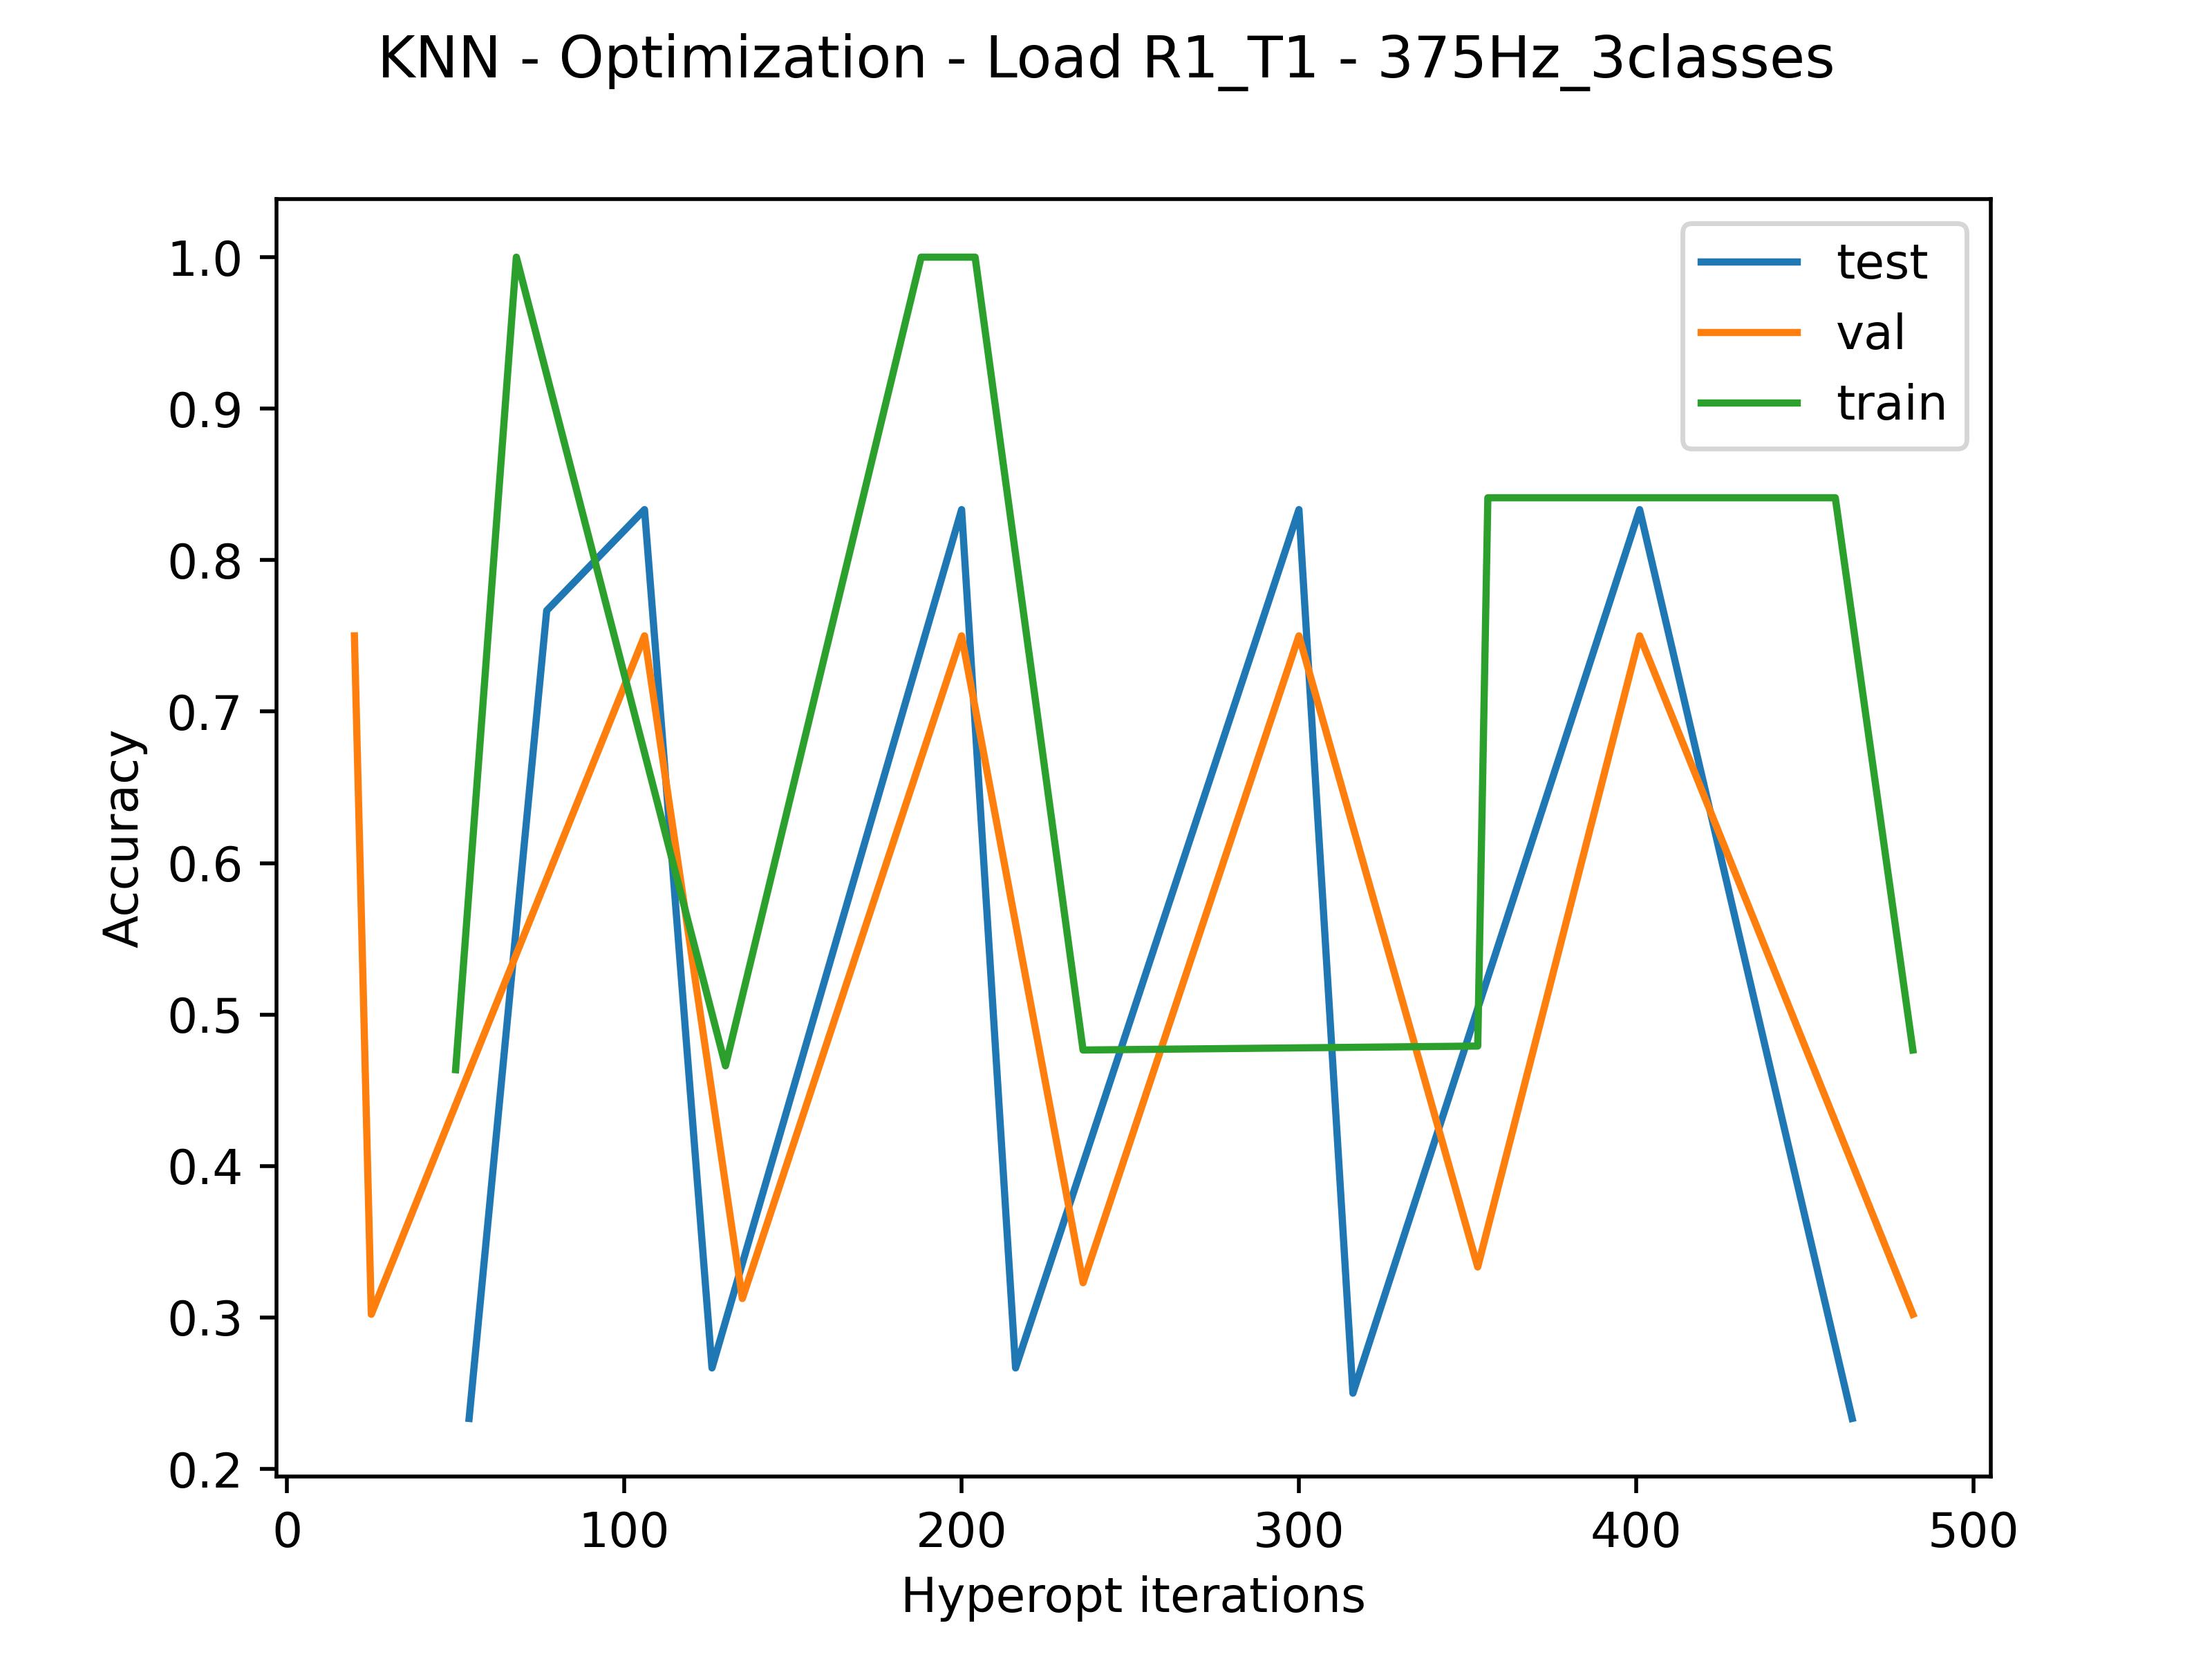 KNN - Optimization - Load R1_T1 - 375Hz_3classes
test
val
train
1.0
0.9
0.8
0.7
0.6
0.5
0.4
0.3
0.2
Accuracy
0 100 200 300 400 500
Hyperopt iterations